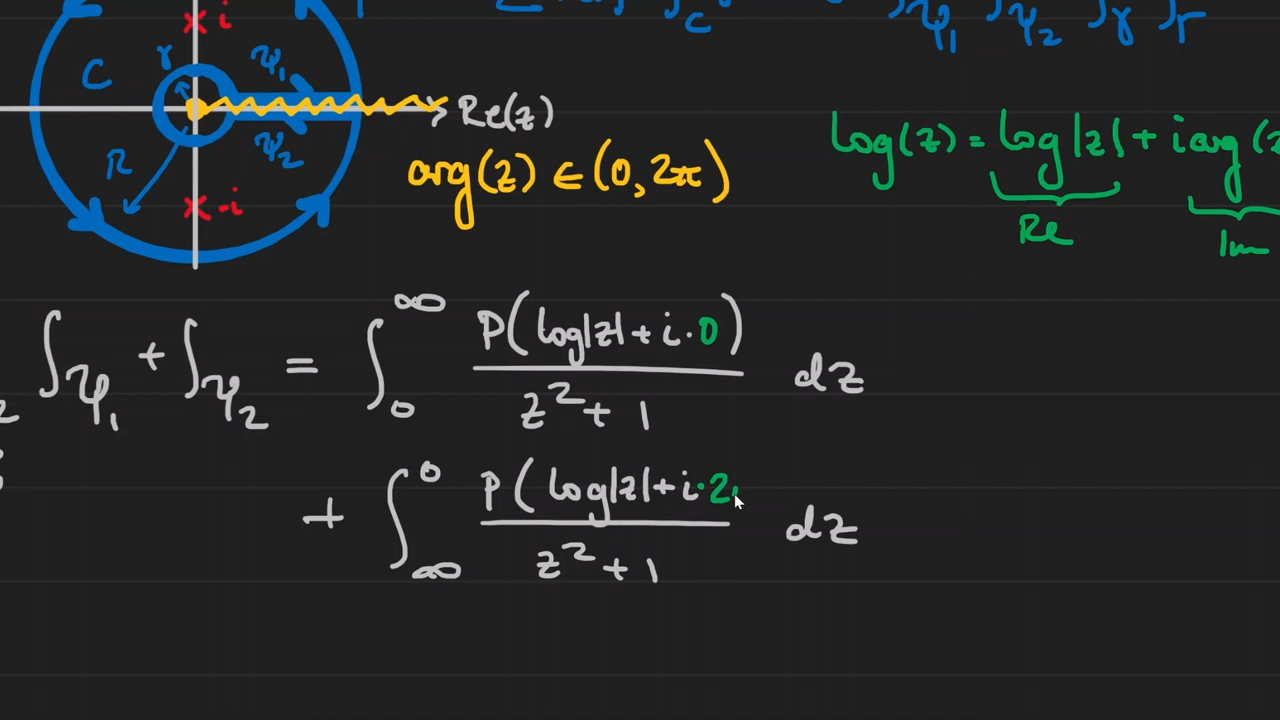 i
C
r
ψ₁
Re(z)
ψ₂
R
-i
arg(z) ∈ (0, 2π)
log(z) = log|z| + i arg(z
Re
Im
∫ψ₁ + ∫ψ₂ = ∫₀^∞ P(log|z| + i·0) / (z² + 1) dz
+ ∫_∞^0 P(log|z| + i·2 / (z² + 1) dz